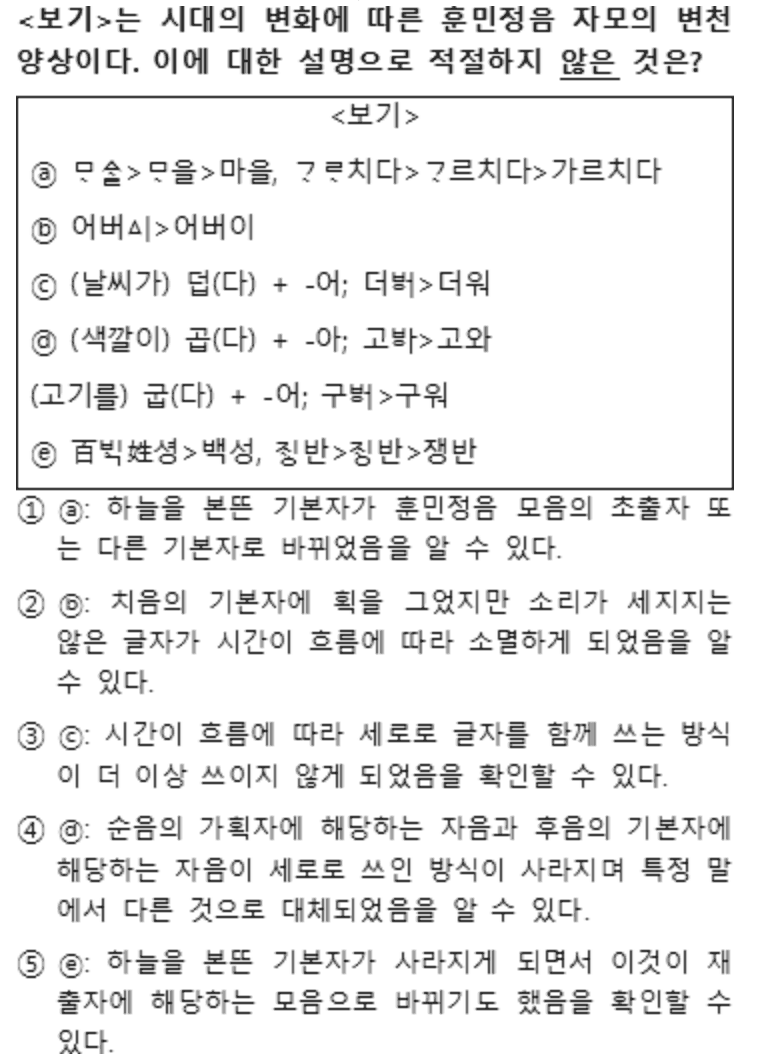 <보기>는 시대의 변화에 따른 훈민정음 자모의 변천
양상이다. 이에 대한 설명으로 적절하지 않은 것은?
<보기>
ⓐ ᄆᆞᅀᆞᆯ>ᄆᆞ을>마을, ᄀᆞᄅᆞ치다>ᄀᆞ르치다>가르치다
ⓑ 어버ᅀᅵ>어버이
ⓒ (날씨가) 덥(다) + -어; 더ᄫᅥ>더워
ⓓ (색깔이) 곱(다) + -아; 고ᄫᅡ>고와
(고기를) 굽(다) + -어; 구ᄫᅥ>구워
ⓔ 百ᄇᆡᆨ姓셩>백성, ᄌᆡᆼ반>ᄌᆡᆼ반>쟁반
① ⓐ: 하늘을 본뜬 기본자가 훈민정음 모음의 초출자 또
는 다른 기본자로 바뀌었음을 알 수 있다.
② ⓑ: 치음의 기본자에 획을 그었지만 소리가 세지지는
않은 글자가 시간이 흐름에 따라 소멸하게 되었음을 알
수 있다.
③ ⓒ: 시간이 흐름에 따라 세로로 글자를 함께 쓰는 방식
이 더 이상 쓰이지 않게 되었음을 확인할 수 있다.
④ ⓓ: 순음의 가획자에 해당하는 자음과 후음의 기본자에
해당하는 자음이 세로로 쓰인 방식이 사라지며 특정 말
에서 다른 것으로 대체되었음을 알 수 있다.
⑤ ⓔ: 하늘을 본뜬 기본자가 사라지게 되면서 이것이 재
출자에 해당하는 모음으로 바뀌기도 했음을 확인할 수
있다.